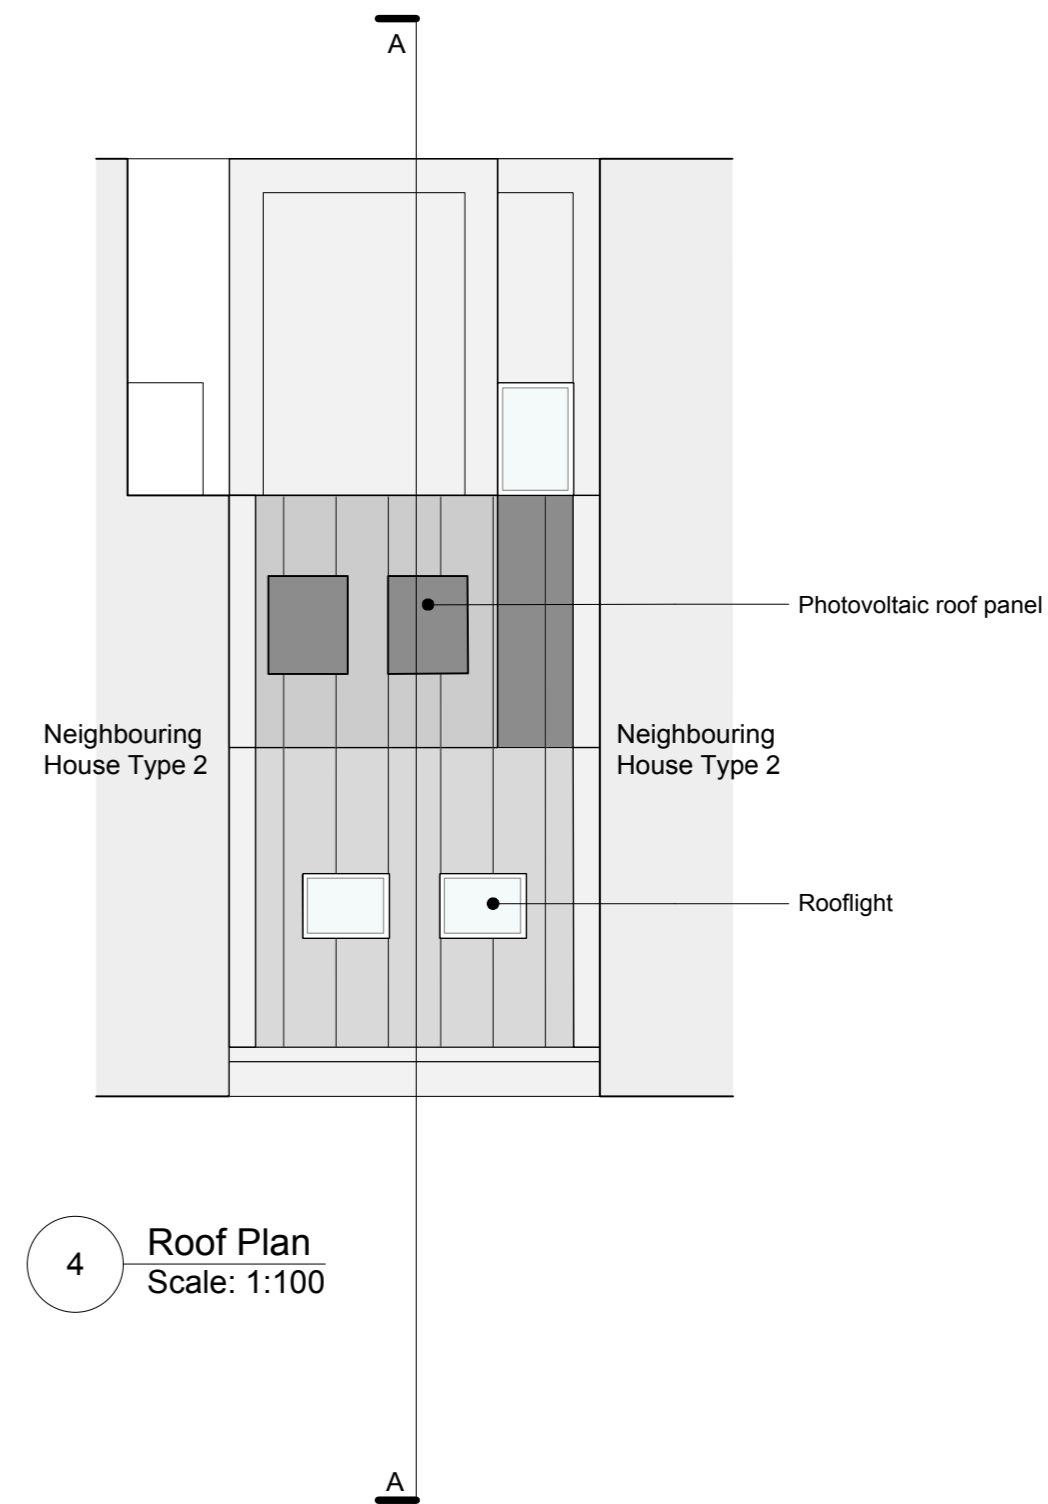 A
Photovoltaic roof panel
Neighbouring
House Type 2
Neighbouring
House Type 2
Rooflight
4
Roof Plan
Scale: 1:100
A